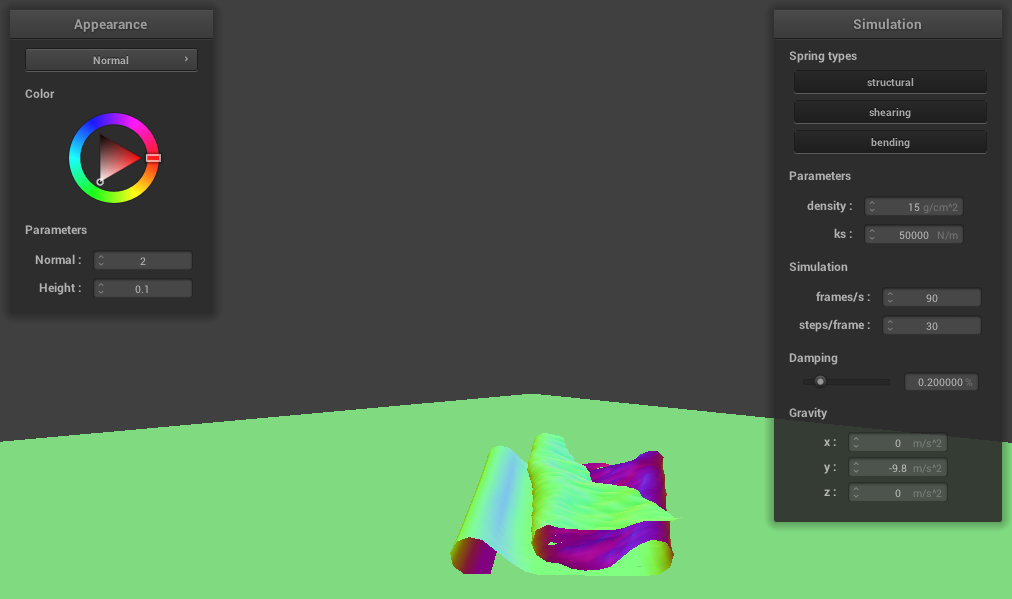 Appearance
Normal
Color
Parameters
Normal : 2
Height : 0.1
Simulation
Spring types
structural
shearing
bending
Parameters
density : 15 g/cm^2
ks : 50000 N/m
Simulation
frames/s : 90
steps/frame : 30
Damping
0.200000 %
Gravity
x : 0 m/s^2
y : -9.8 m/s^2
z : 0 m/s^2